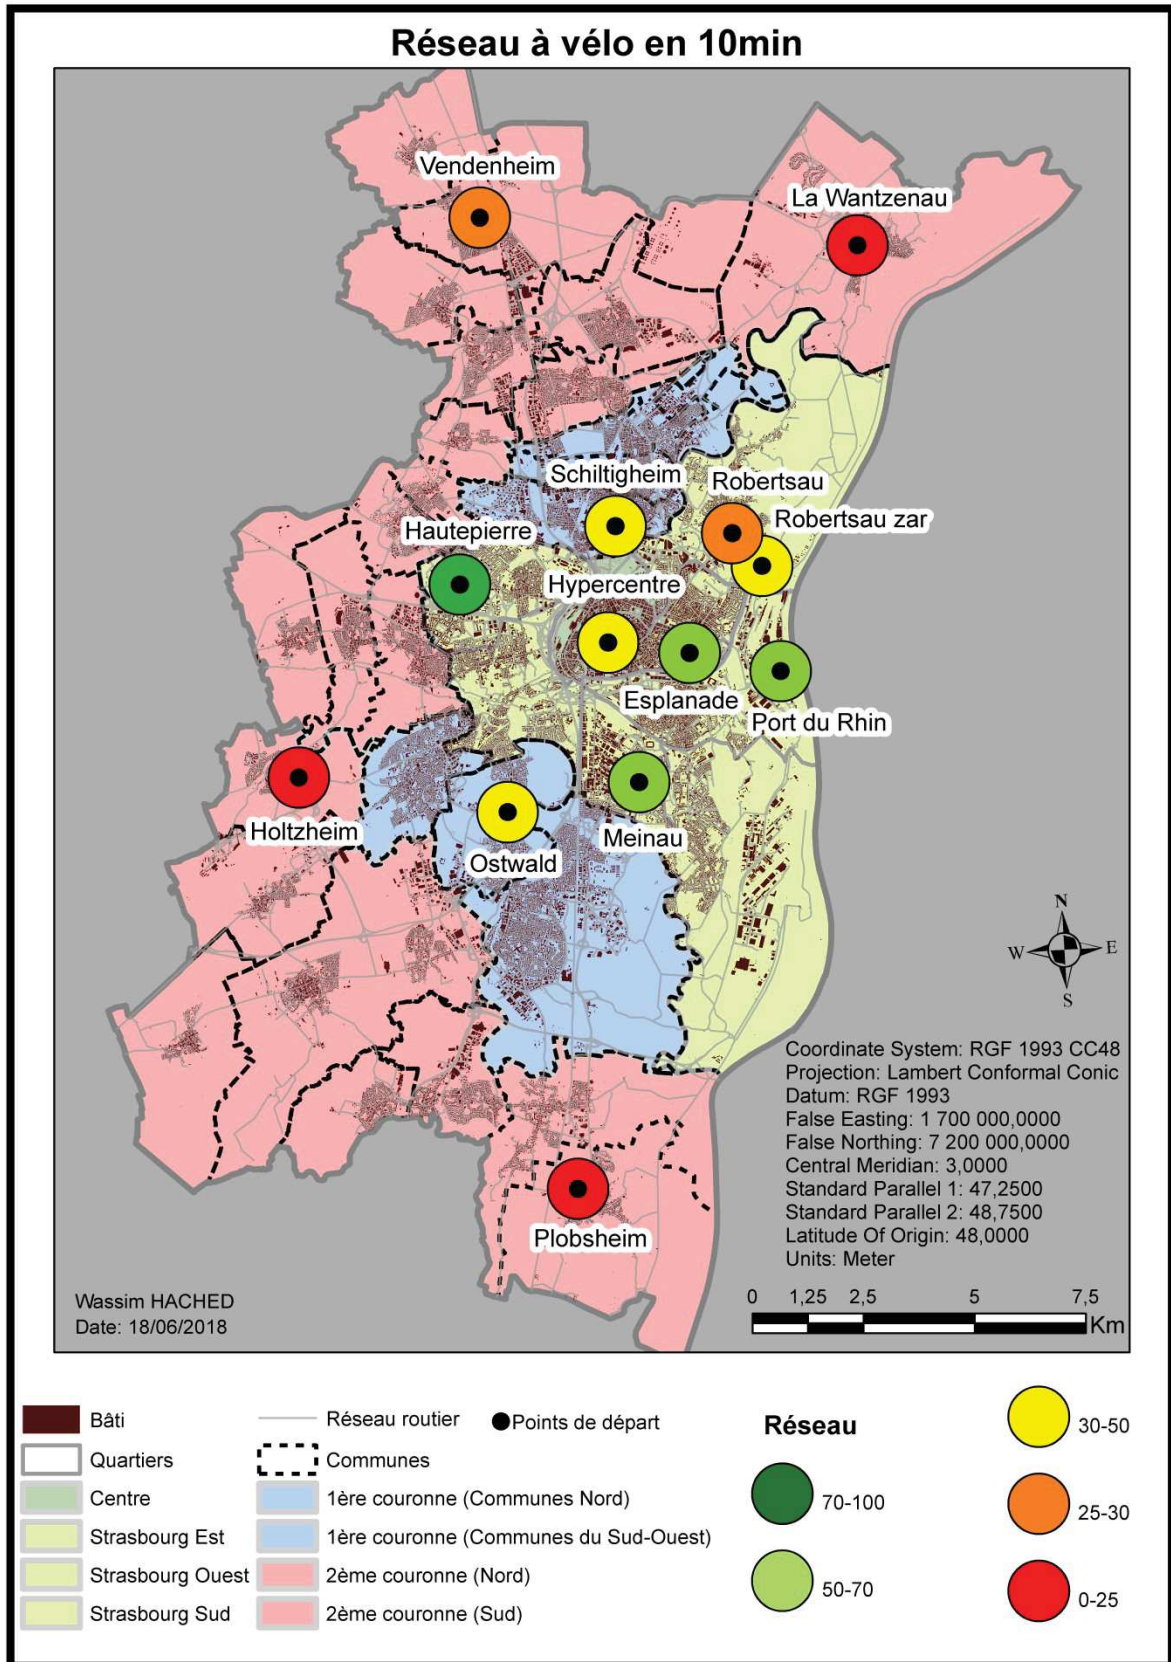 Réseau à vélo en 10min
Vendenheim
La Wantzenau
Schiltigheim
Robertsau
Robertsau zar
Hautepierre
Hypercentre
Esplanade
Port du Rhin
Holtzheim
Ostwald
Meinau
Plobsheim
N
W
E
S
Coordinate System: RGF 1993 CC48
Projection: Lambert Conformal Conic
Datum: RGF 1993
False Easting: 1 700 000,0000
False Northing: 7 200 000,0000
Central Meridian: 3,0000
Standard Parallel 1: 47,2500
Standard Parallel 2: 48,7500
Latitude Of Origin: 48,0000
Units: Meter
0 1,25 2,5 5 7,5
Km
Wassim HACHED
Date: 18/06/2018
Bâti
Quartiers
Centre
Strasbourg Est
Strasbourg Ouest
Strasbourg Sud
Réseau routier
Communes
1ère couronne (Communes Nord)
1ère couronne (Communes du Sud-Ouest)
2ème couronne (Nord)
2ème couronne (Sud)
Points de départ
Réseau
70-100
50-70
30-50
25-30
0-25